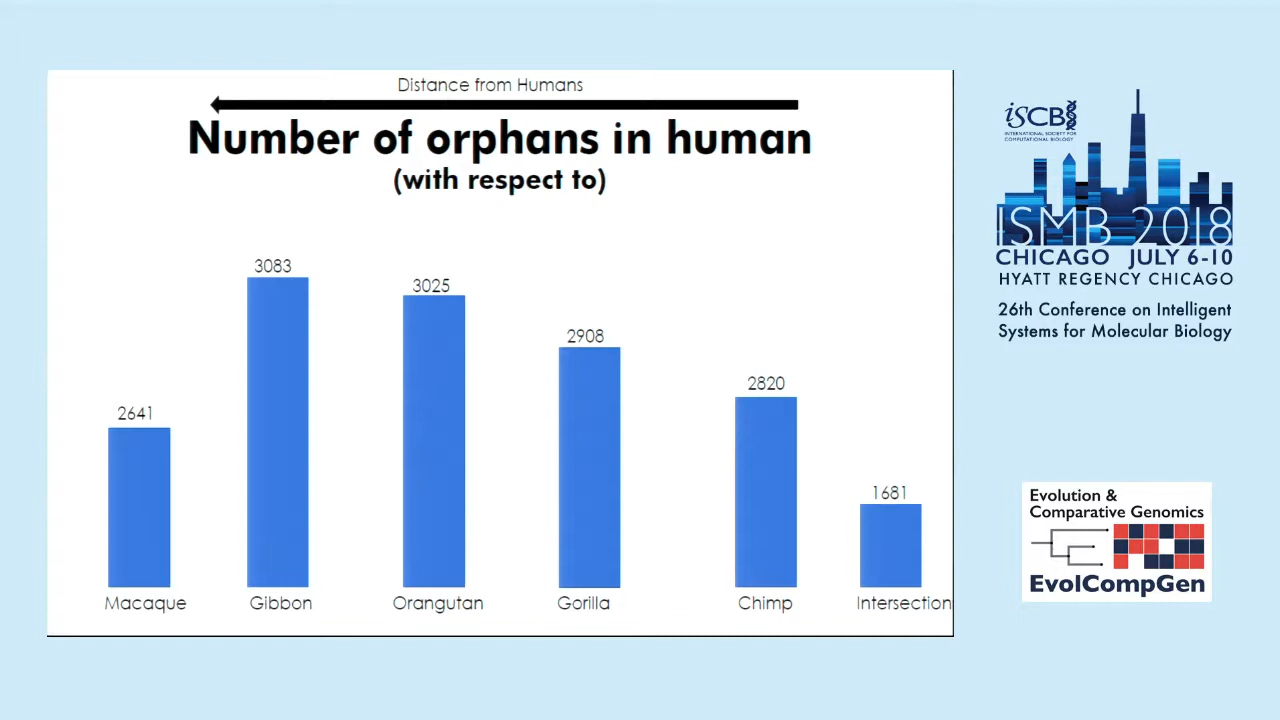 Distance from Humans
Number of orphans in human
(with respect to)
3083
3025
2908
2820
2641
1681
Macaque
Gibbon
Orangutan
Gorilla
Chimp
Intersection
iSCB
INTERNATIONAL SOCIETY FOR
COMPUTATIONAL BIOLOGY
ISMB 2018
CHICAGO JULY 6-10
HYATT REGENCY CHICAGO
26th Conference on Intelligent
Systems for Molecular Biology
Evolution &
Comparative Genomics
EvolCompGen